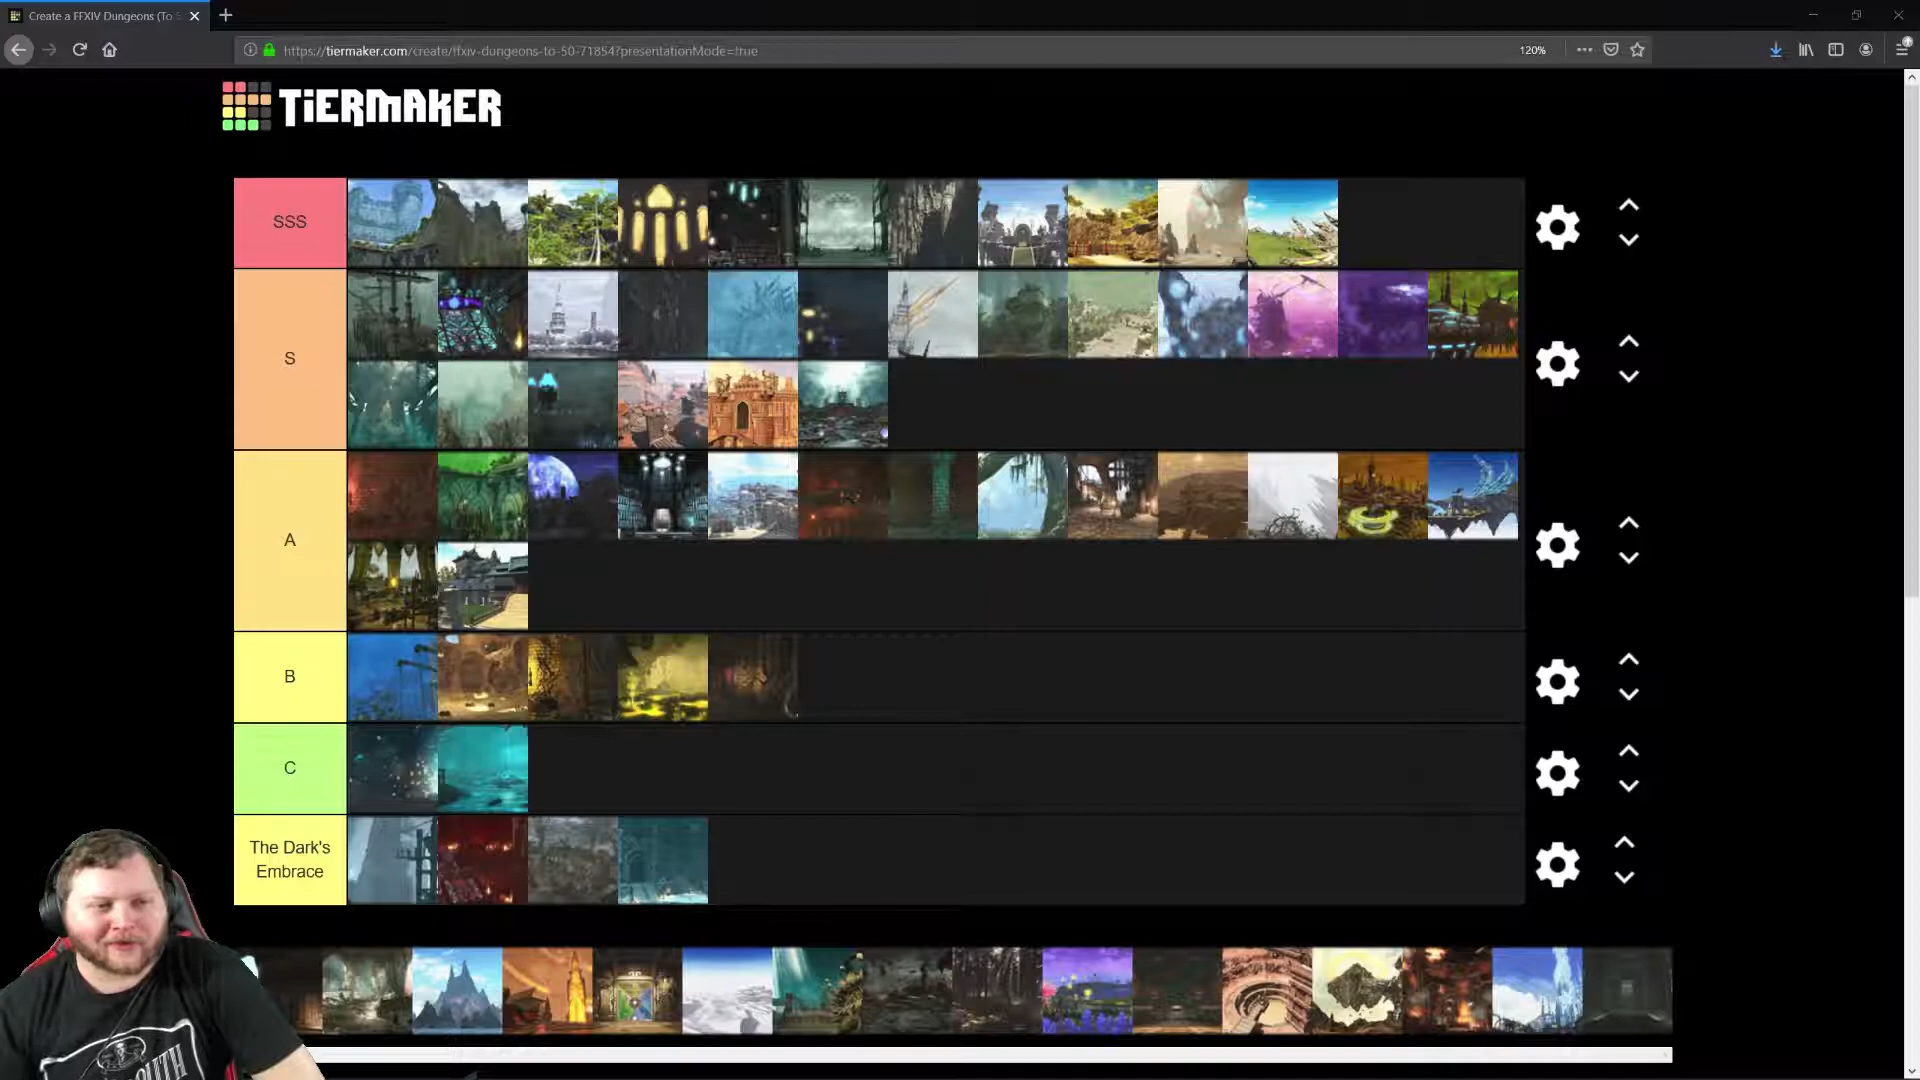 Create a FFXIV Dungeons (To 5
https://tiermaker.com/create/ffxiv-dungeons-to-50-71854?presentationMode=true
120%
TiERMAKER
SSS
S
A
B
C
The Dark's
Embrace